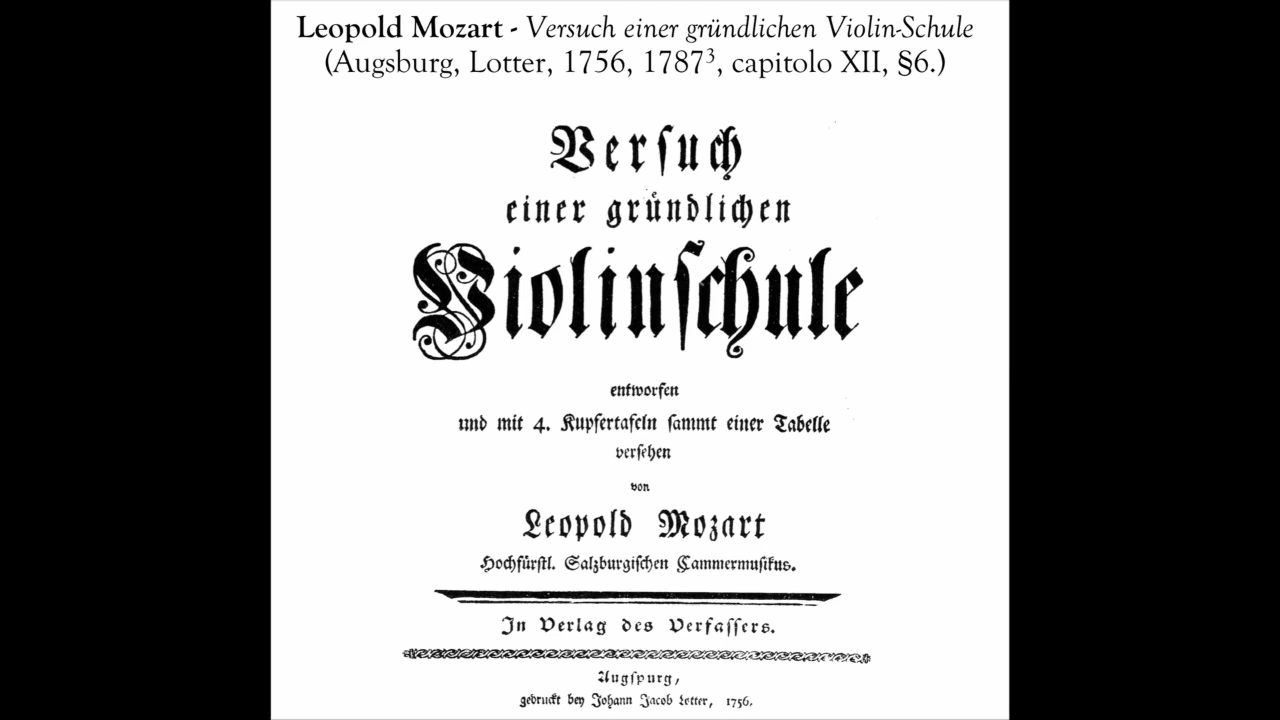 Leopold Mozart - Versuch einer gründlichen Violin-Schule
(Augsburg, Lotter, 1756, 1787³, capitolo XII, §6.)
Verſuch
einer gründlichen
Violinſchule
entworfen
und mit 4. Kupfertafeln ſammt einer Tabelle
verſehen
von
Leopold Mozart
Hochfürſtl. Salzburgiſchen Cammermuſikus.
In Verlag des Verfaſſers.
Augſpurg,
gedruckt bey Johann Jacob Lotter, 1756.